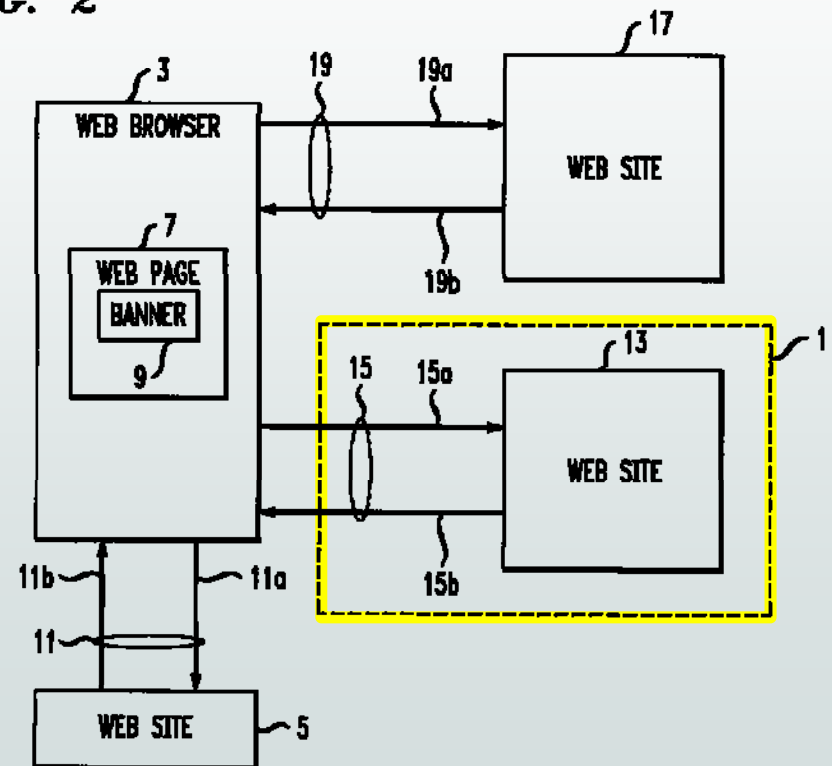 G. 2
17
3
19
19a
WEB BROWSER
WEB SITE
7
WEB PAGE
19b
BANNER
9
1
13
15
15a
WEB SITE
15b
11b
11a
11
WEB SITE
5